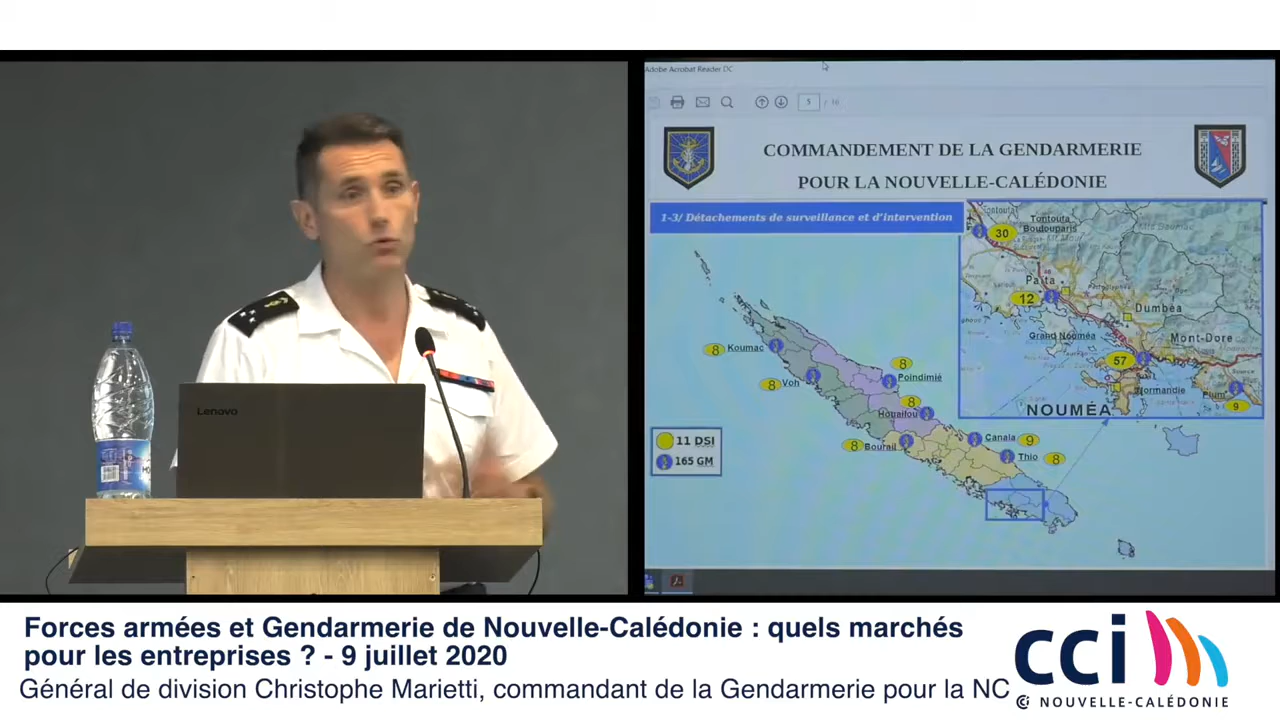 Adobe Acrobat Reader DC
5 / 16
COMMANDEMENT DE LA GENDARMERIE
POUR LA NOUVELLE-CALÉDONIE
1-3/ Détachements de surveillance et d'intervention
Tontouta
30
Tontouta
Boulouparis
Païta
12
Dumbéa
Grand Nouméa
Mont-Dore
57
Normandie
Plum
9
NOUMÉA
8 Koumac
8 Voh
8
Poindimié
8
Houaïlou
8 Bourail
Canala 9
Thio 8
11 DSI
165 GM
Lenovo
Forces armées et Gendarmerie de Nouvelle-Calédonie : quels marchés
pour les entreprises ? - 9 juillet 2020
Général de division Christophe Marietti, commandant de la Gendarmerie pour la NC
cci
NOUVELLE-CALÉDONIE